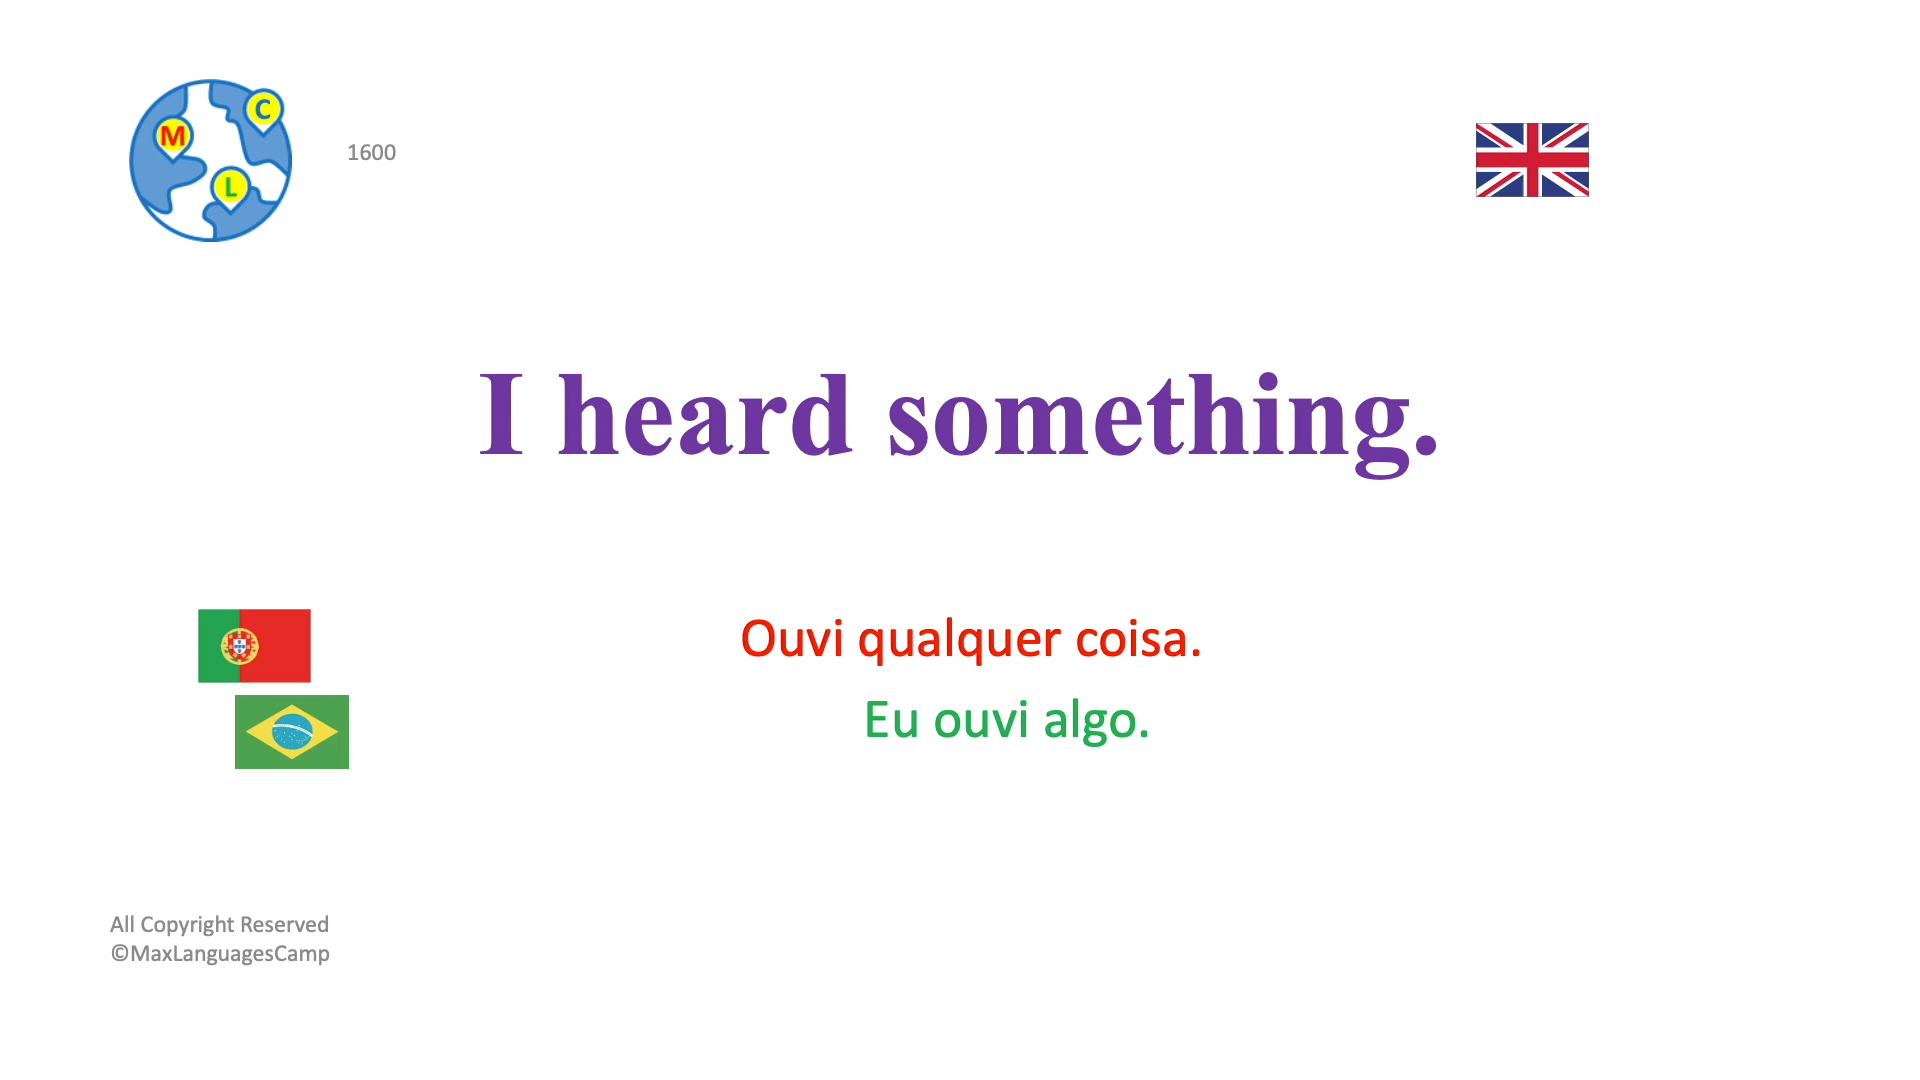 M
C
L
1600
I heard something.
Ouvi qualquer coisa.
Eu ouvi algo.
All Copyright Reserved
©MaxLanguagesCamp